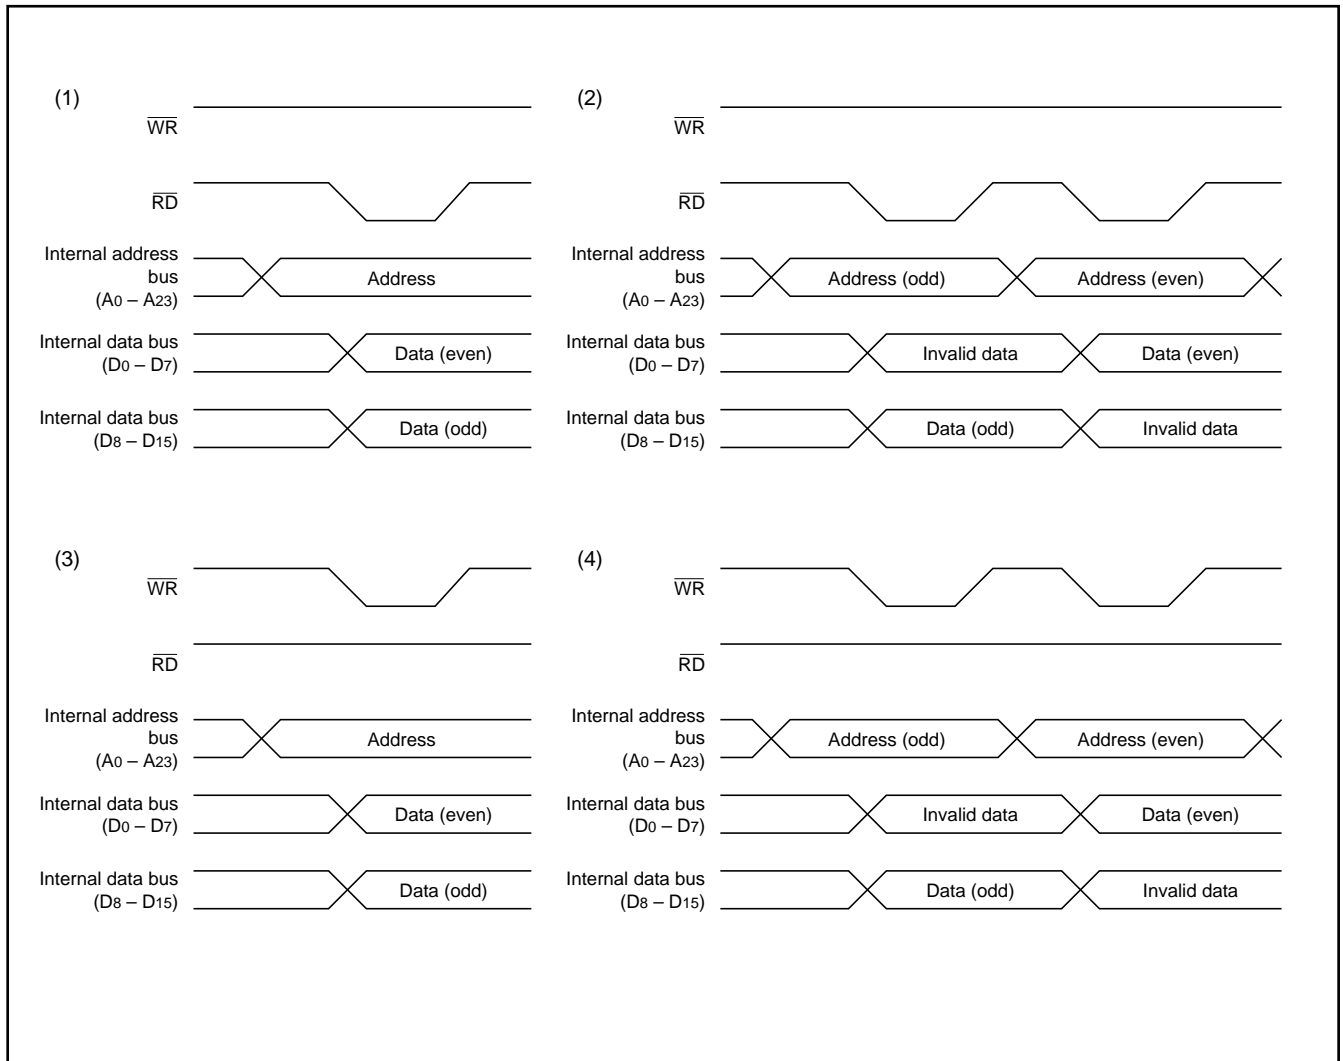 (1)
WR
RD
Internal address
bus
(A0 – A23)
Address
Internal data bus
(D0 – D7)
Data (even)
Internal data bus
(D8 – D15)
Data (odd)
(2)
WR
RD
Internal address
bus
(A0 – A23)
Address (odd)
Address (even)
Internal data bus
(D0 – D7)
Invalid data
Data (even)
Internal data bus
(D8 – D15)
Data (odd)
Invalid data
(3)
WR
RD
Internal address
bus
(A0 – A23)
Address
Internal data bus
(D0 – D7)
Data (even)
Internal data bus
(D8 – D15)
Data (odd)
(4)
WR
RD
Internal address
bus
(A0 – A23)
Address (odd)
Address (even)
Internal data bus
(D0 – D7)
Invalid data
Data (even)
Internal data bus
(D8 – D15)
Data (odd)
Invalid data